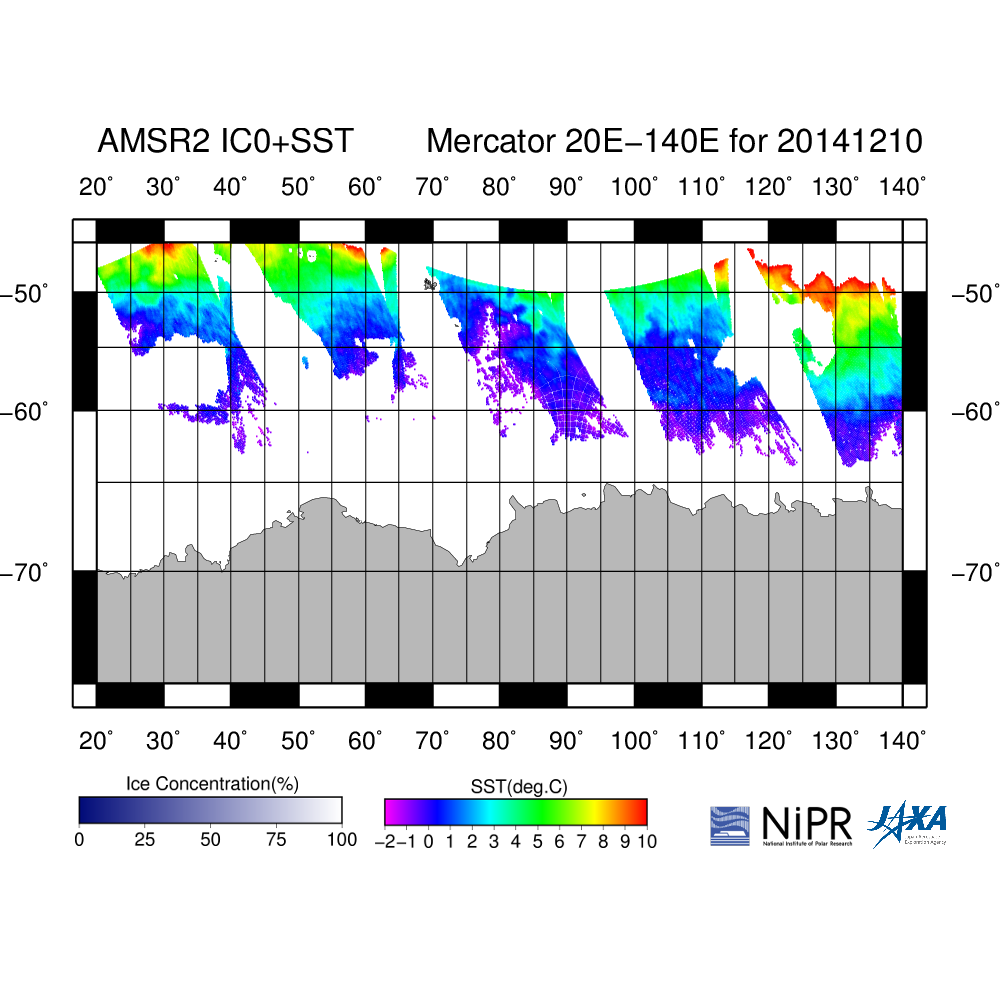 AMSR2 IC0+SST Mercator 20E−140E for 20141210
20° 30° 40° 50° 60° 70° 80° 90° 100° 110° 120° 130° 140°
−50° −50°
−60° −60°
−70° −70°
20° 30° 40° 50° 60° 70° 80° 90° 100° 110° 120° 130° 140°
Ice Concentration(%) SST(deg.C)
0 25 50 75 100 −2 −1 0 1 2 3 4 5 6 7 8 9 10
NiPR JAXA
National Institute of Polar Research
Exploration Agency